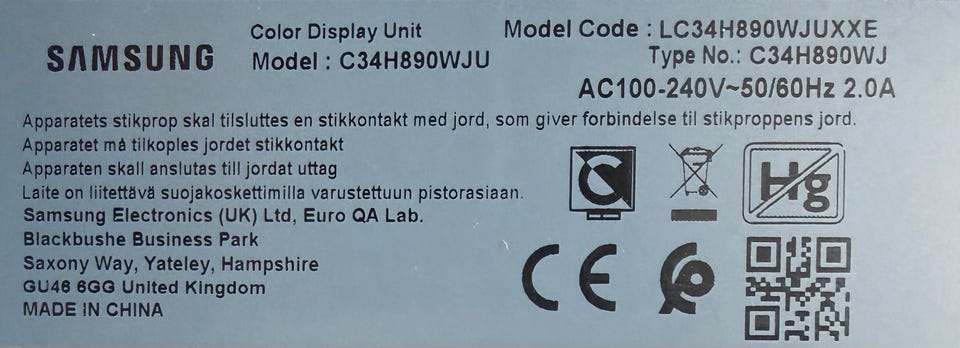 SAMSUNG
Color Display Unit
Model : C34H890WJU
Model Code : LC34H890WJUXXE
Type No.: C34H890WJ
AC100-240V~50/60Hz 2.0A
Apparatets stikprop skal tilsluttes en stikkontakt med jord, som giver forbindelse til stikproppens jord.
Apparatet må tilkoples jordet stikkontakt
Apparaten skall anslutas till jordat uttag
Laite on liitettävä suojakoskettimilla varustettuun pistorasiaan.
Samsung Electronics (UK) Ltd, Euro QA Lab.
Blackbushe Business Park
Saxony Way, Yateley, Hampshire
GU46 6GG United Kingdom
MADE IN CHINA
Hg
CE